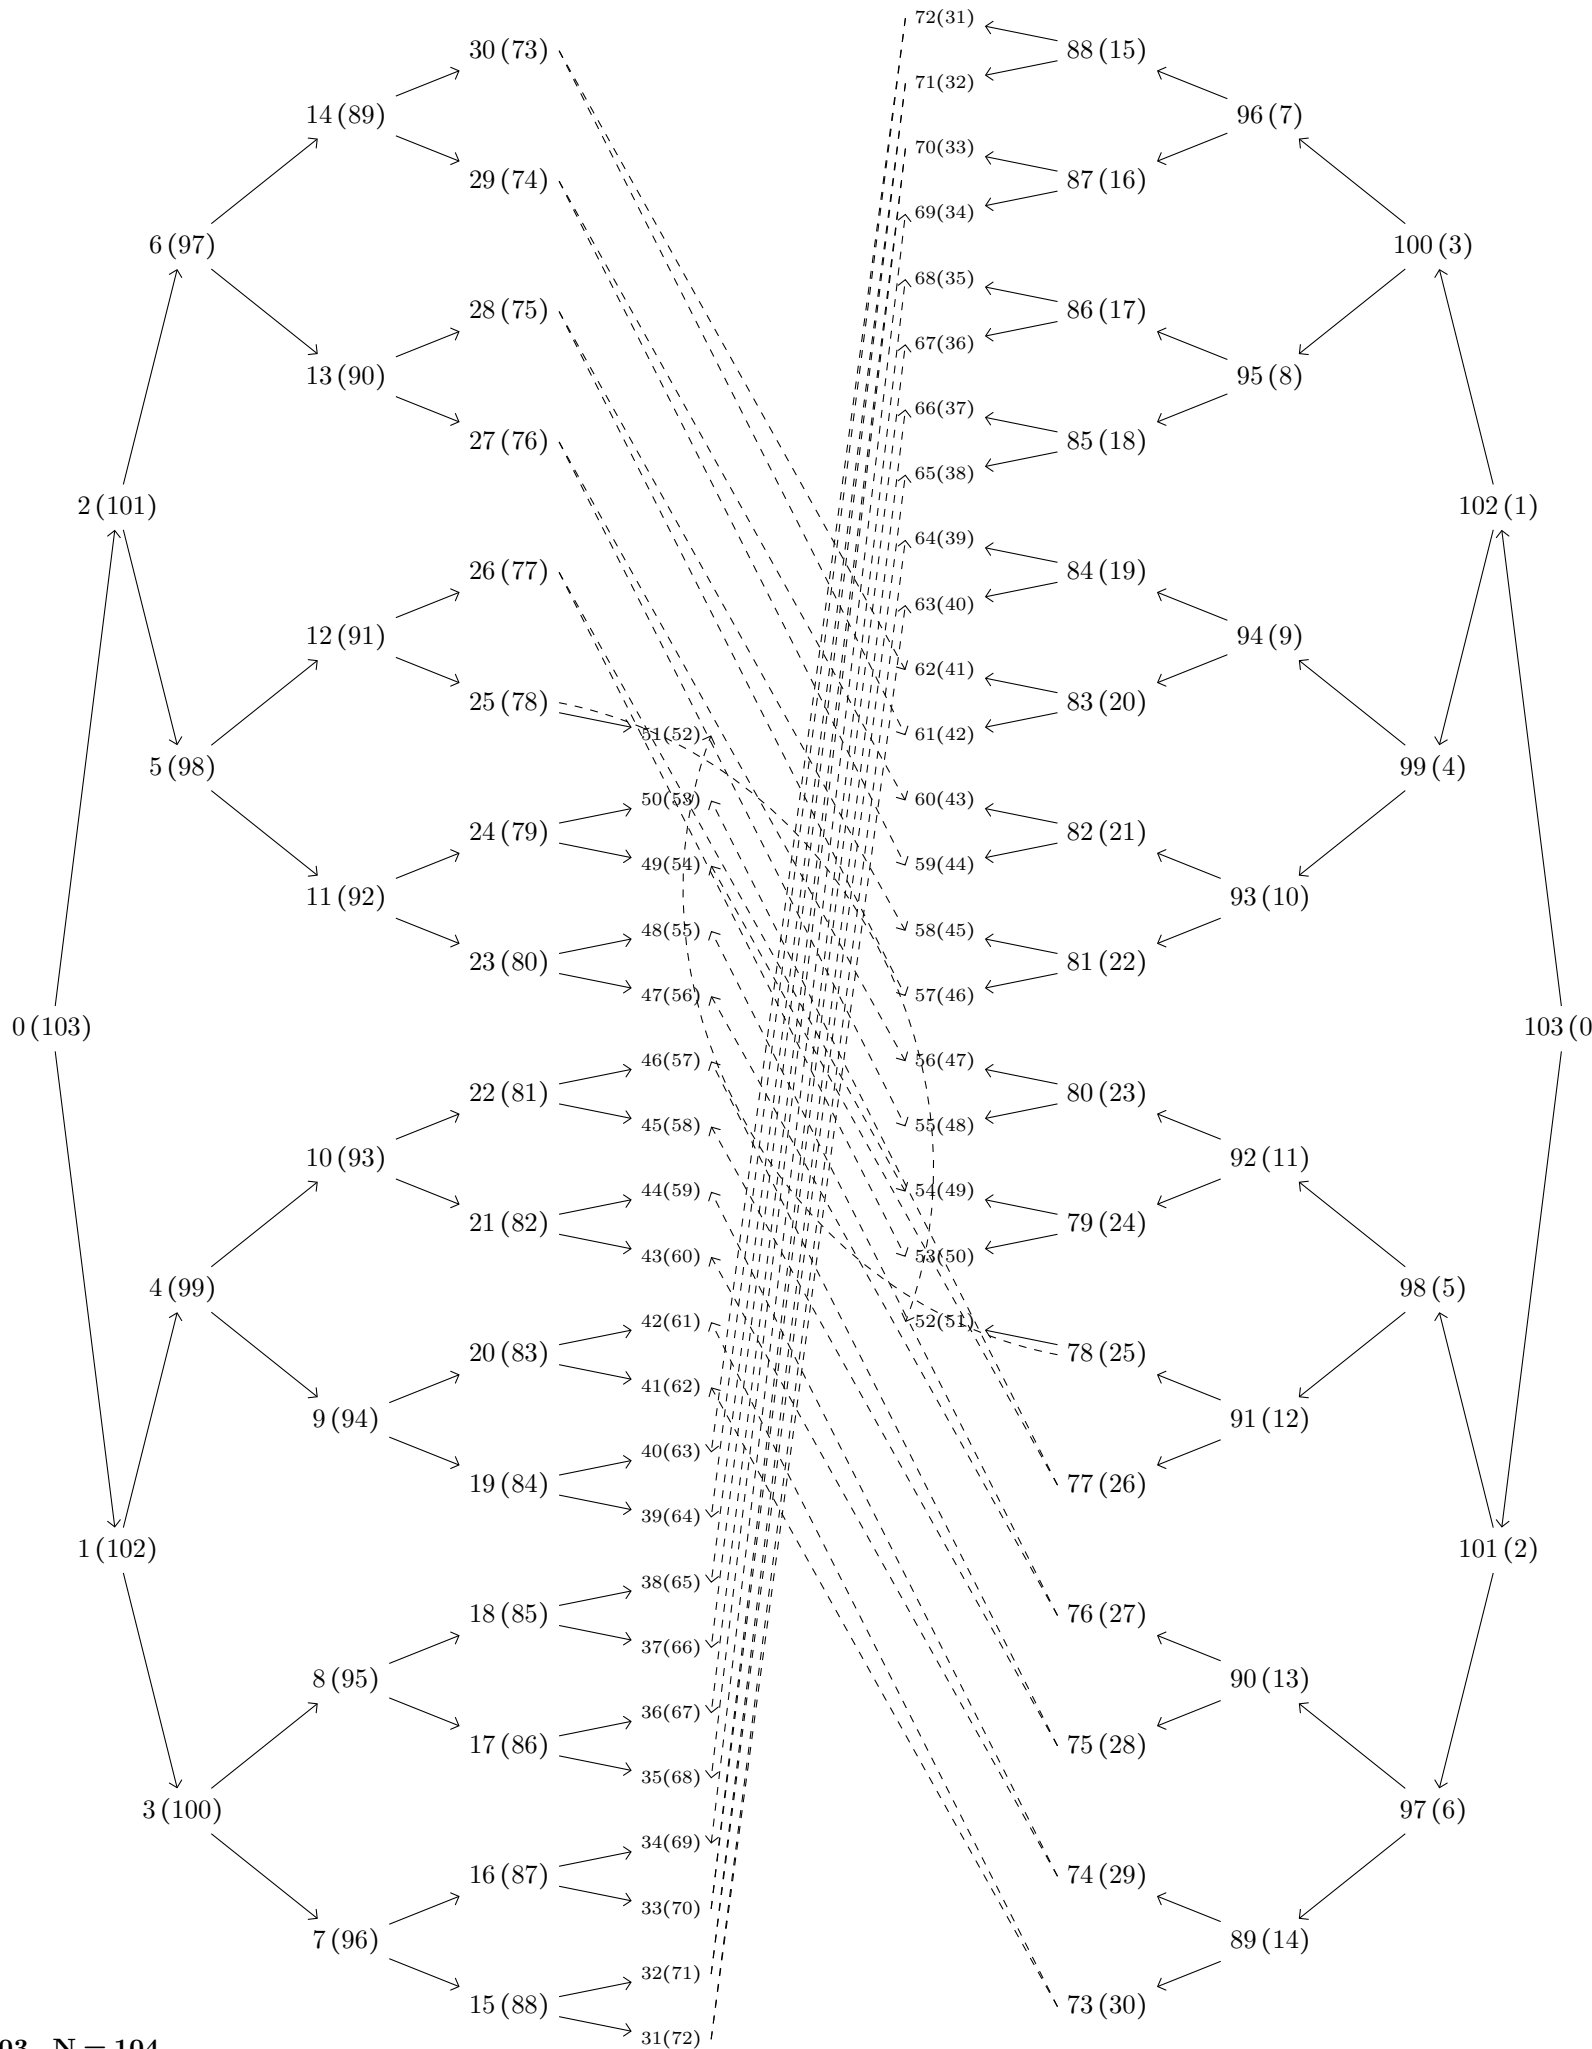 72(31)
30 (73) 88 (15)
71(32)
14 (89) 96 (7)
70(33)
29 (74) 87 (16)
69(34)
6 (97) 100 (3)
68(35)
28 (75) 86 (17)
67(36)
13 (90) 95 (8)
66(37)
27 (76) 85 (18)
65(38)
2 (101) 102 (1)
64(39)
26 (77) 84 (19)
63(40)
12 (91) 94 (9)
62(41)
25 (78) 83 (20)
51(52) 61(42)
5 (98) 99 (4)
50(53) 60(43)
24 (79) 82 (21)
49(54) 59(44)
11 (92) 93 (10)
48(55) 58(45)
23 (80) 81 (22)
47(56) 57(46)
0 (103) 103 (0
46(57) 56(47)
22 (81) 80 (23)
45(58) 55(48)
10 (93) 92 (11)
44(59) 54(49)
21 (82) 79 (24)
43(60) 53(50)
4 (99) 98 (5)
42(61) 52(51)
20 (83) 78 (25)
41(62)
9 (94) 91 (12)
40(63)
19 (84) 77 (26)
39(64)
1 (102) 101 (2)
38(65)
18 (85) 76 (27)
37(66)
8 (95) 90 (13)
36(67)
17 (86) 75 (28)
35(68)
3 (100) 97 (6)
34(69)
16 (87) 74 (29)
33(70)
7 (96) 89 (14)
32(71)
15 (88) 73 (30)
31(72)
03 N = 104